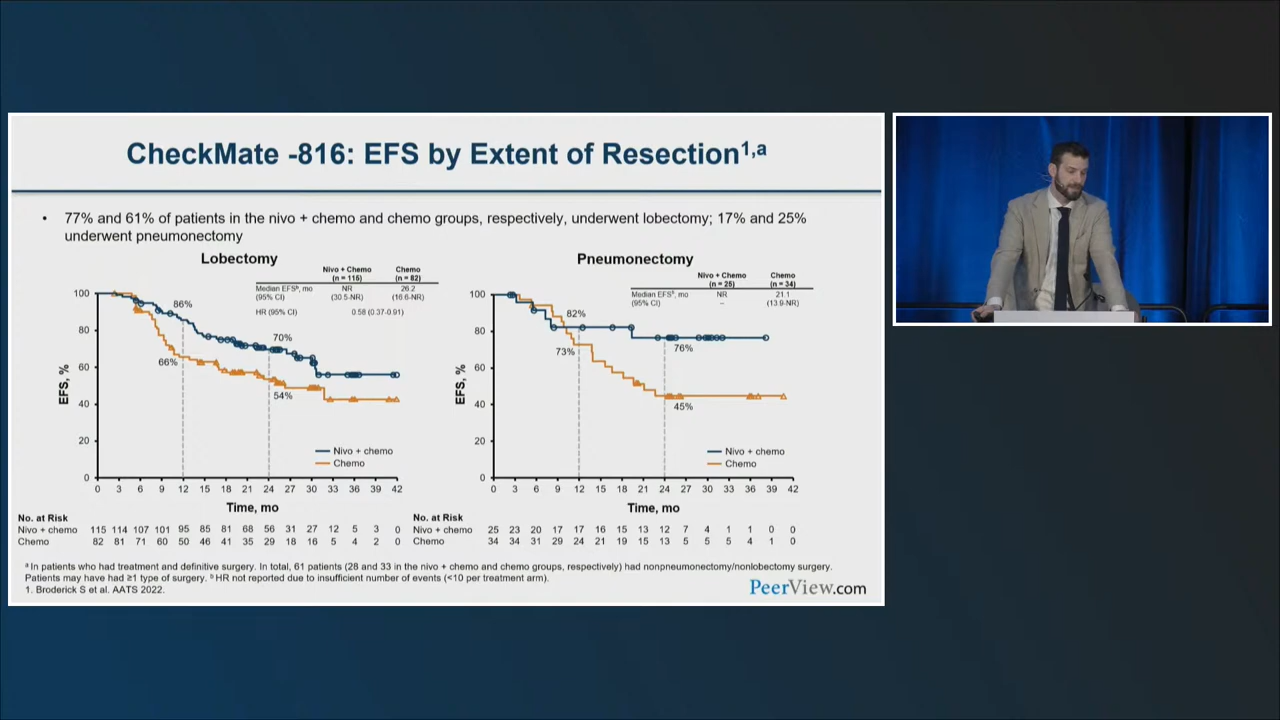 CheckMate -816: EFS by Extent of Resection1,a
• 77% and 61% of patients in the nivo + chemo and chemo groups, respectively, underwent lobectomy; 17% and 25%
underwent pneumonectomy
Lobectomy
Nivo + Chemo Chemo
(n = 115) (n = 82)
Median EFSb, mo NR 26.2
(95% CI) (30.5-NR) (16.6-NR)
HR (95% CI) 0.58 (0.37-0.91)
EFS, %
100
80
60
40
20
0
86%
66%
70%
54%
Nivo + chemo
Chemo
0 3 6 9 12 15 18 21 24 27 30 33 36 39 42
Time, mo
No. at Risk
Nivo + chemo 115 114 107 101 95 85 81 68 56 31 27 12 5 3 0
Chemo 82 81 71 60 50 46 41 35 29 18 16 5 4 2 0
Pneumonectomy
Nivo + Chemo Chemo
(n = 25) (n = 34)
Median EFSb, mo NR 21.1
(95% CI) – (13.9-NR)
EFS, %
100
80
60
40
20
0
82%
73%
76%
45%
Nivo + chemo
Chemo
0 3 6 9 12 15 18 21 24 27 30 33 36 39 42
Time, mo
No. at Risk
Nivo + chemo 25 23 20 17 17 16 15 13 12 7 4 1 1 0 0
Chemo 34 34 31 29 24 21 19 15 13 5 5 5 4 1 0
a In patients who had treatment and definitive surgery. In total, 61 patients (28 and 33 in the nivo + chemo and chemo groups, respectively) had nonpneumonectomy/nonlobectomy surgery.
Patients may have had ≥1 type of surgery. b HR not reported due to insufficient number of events (<10 per treatment arm).
1. Broderick S et al. AATS 2022.
PeerView.com